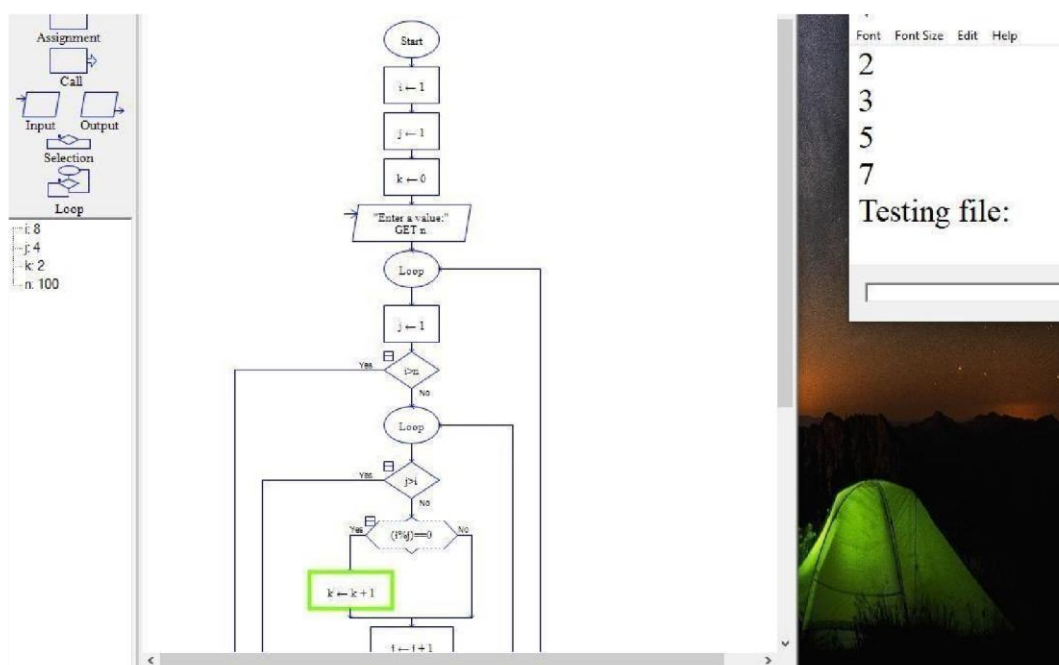 Assignment
Call
Input Output
Selection
Loop
i: 8
j: 4
k: 2
n: 100
Start
i ← 1
j ← 1
k ← 0
"Enter a value:"
GET n
Loop
j ← 1
i>n
Yes
No
Loop
j>i
Yes
No
(i%j)==0
Yes
No
k ← k + 1
Font Font Size Edit Help
2
3
5
7
Testing file: